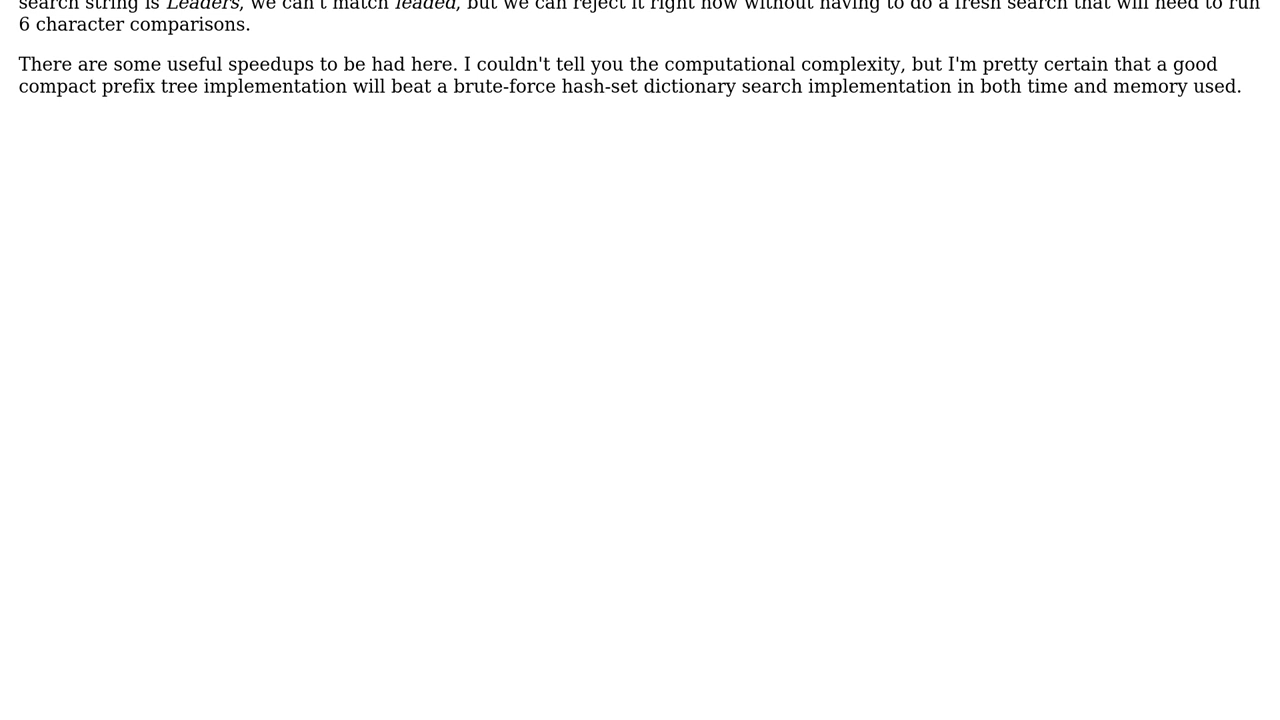 search string is Leaders, we can't match leaded, but we can reject it right now without having to do a fresh search that will need to run
6 character comparisons.
There are some useful speedups to be had here. I couldn't tell you the computational complexity, but I'm pretty certain that a good
compact prefix tree implementation will beat a brute-force hash-set dictionary search implementation in both time and memory used.